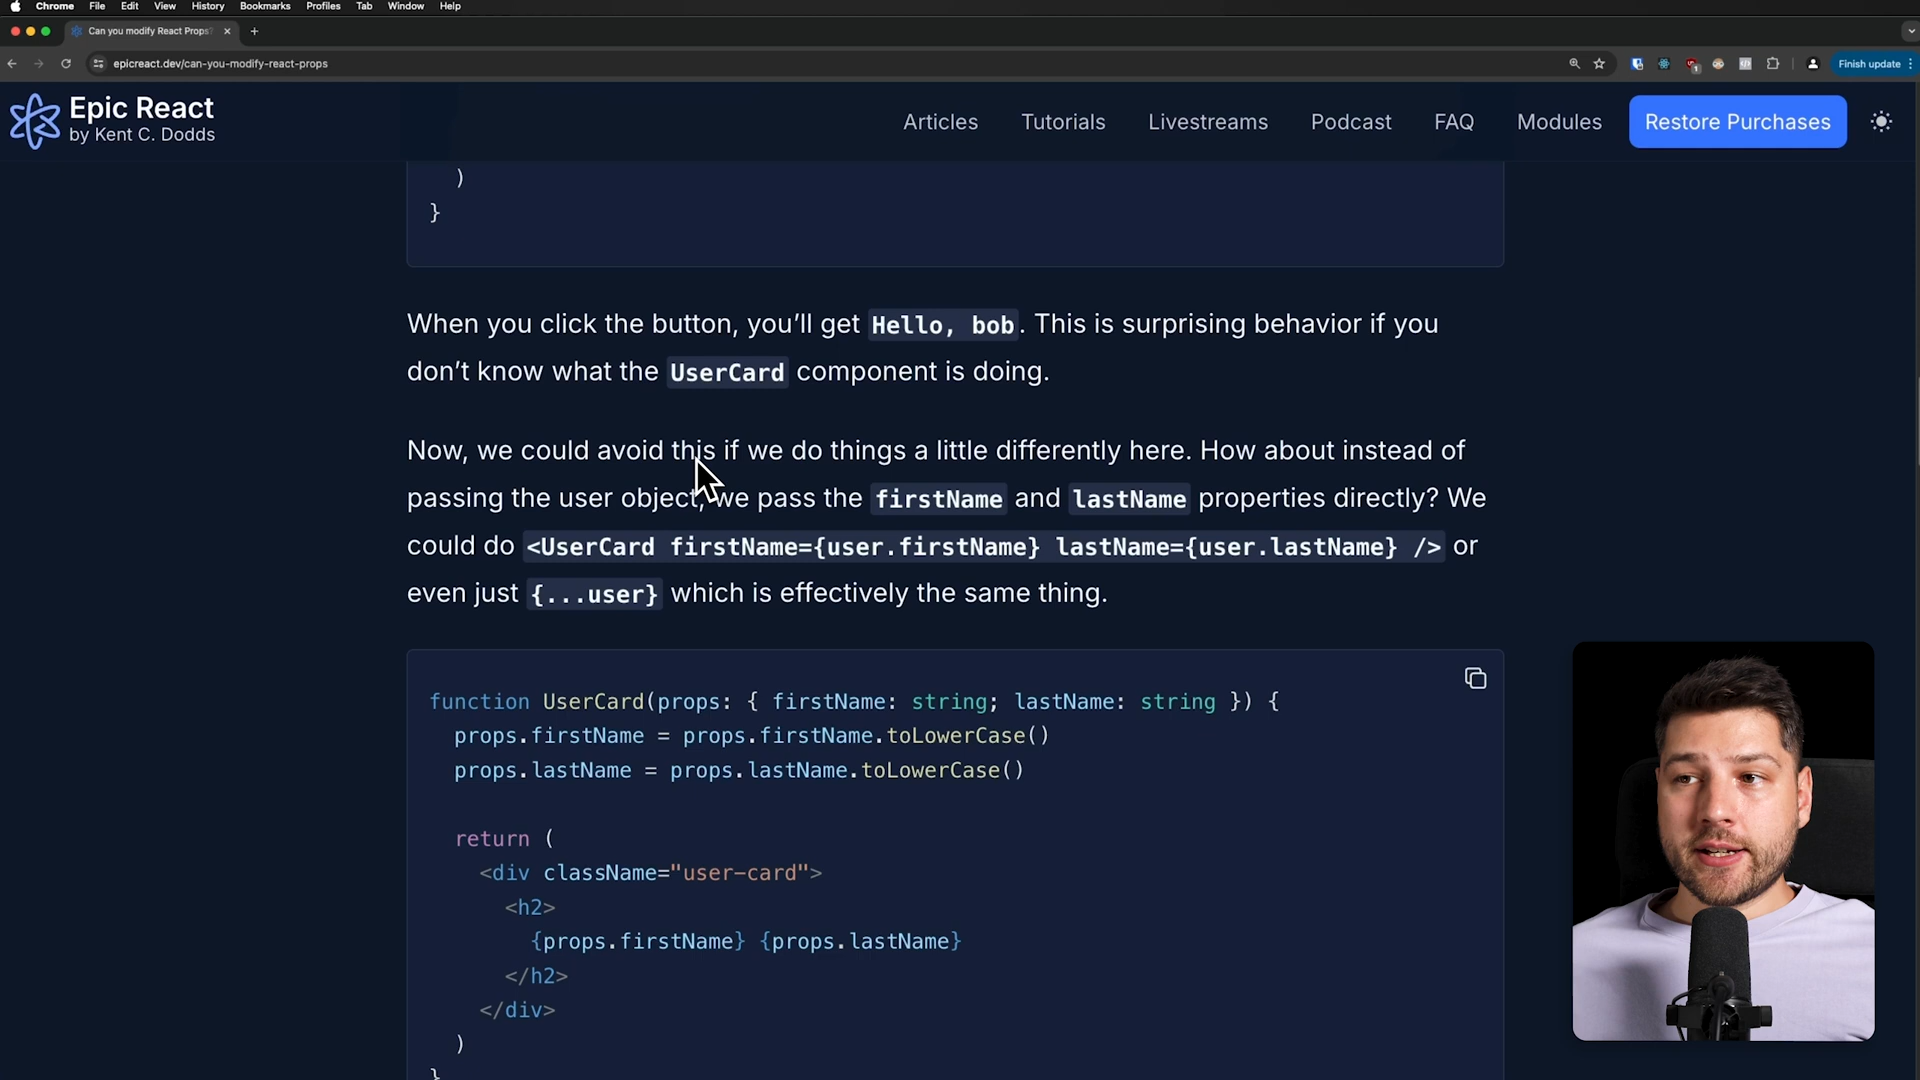 Chrome File Edit View History Bookmarks Profiles Tab Window Help
Can you modify React Props?
epicreact.dev/can-you-modify-react-props
Finish update
Epic React
by Kent C. Dodds
Articles Tutorials Livestreams Podcast FAQ Modules Restore Purchases
)
}
When you click the button, you’ll get Hello, bob. This is surprising behavior if you
don’t know what the UserCard component is doing.
Now, we could avoid this if we do things a little differently here. How about instead of
passing the user object, we pass the firstName and lastName properties directly? We
could do <UserCard firstName={user.firstName} lastName={user.lastName} /> or
even just {...user} which is effectively the same thing.
function UserCard(props: { firstName: string; lastName: string }) {
props.firstName = props.firstName.toLowerCase()
props.lastName = props.lastName.toLowerCase()
return (
<div className="user-card">
<h2>
{props.firstName} {props.lastName}
</h2>
</div>
)
}